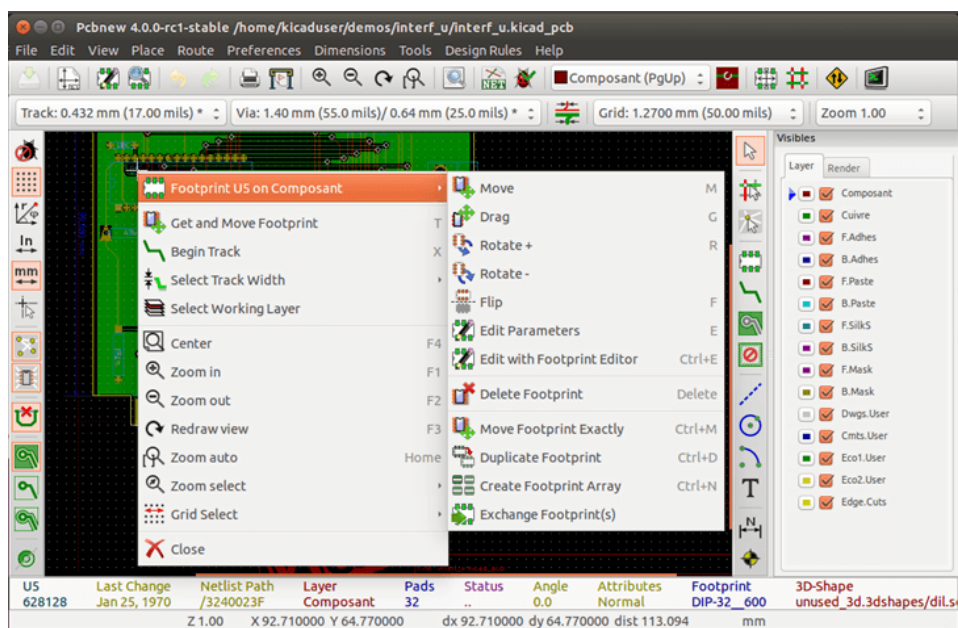 Pcbnew 4.0.0-rc1-stable /home/kicaduser/demos/interf_u/interf_u.kicad_pcb
File Edit View Place Route Preferences Dimensions Tools Design Rules Help
NET Composant (PgUp)
Track: 0.432 mm (17.00 mils) * Via: 1.40 mm (55.0 mils)/ 0.64 mm (25.0 mils) * Grid: 1.2700 mm (50.00 mils) Zoom 1.00
Visibles
Layer Render
Composant
Cuivre
F.Adhes
B.Adhes
F.Paste
B.Paste
F.SilkS
B.SilkS
F.Mask
B.Mask
Dwgs.User
Cmts.User
Eco1.User
Eco2.User
Edge.Cuts
In
mm
Footprint U5 on Composant
Get and Move Footprint T
Begin Track X
Select Track Width
Select Working Layer
Center F4
Zoom in F1
Zoom out F2
Redraw view F3
Zoom auto Home
Zoom select
Grid Select
Close
Move M
Drag G
Rotate + R
Rotate -
Flip F
Edit Parameters E
Edit with Footprint Editor Ctrl+E
Delete Footprint Delete
Move Footprint Exactly Ctrl+M
Duplicate Footprint Ctrl+D
Create Footprint Array Ctrl+N
Exchange Footprint(s)
T
N
U5 Last Change Netlist Path Layer Pads Status Angle Attributes Footprint 3D-Shape
628128 Jan 25, 1970 /3240023F Composant 32 .. 0.0 Normal DIP-32__600 unused_3d.3dshapes/dil.s
Z 1.00 X 92.710000 Y 64.770000 dx 92.710000 dy 64.770000 dist 113.094 mm